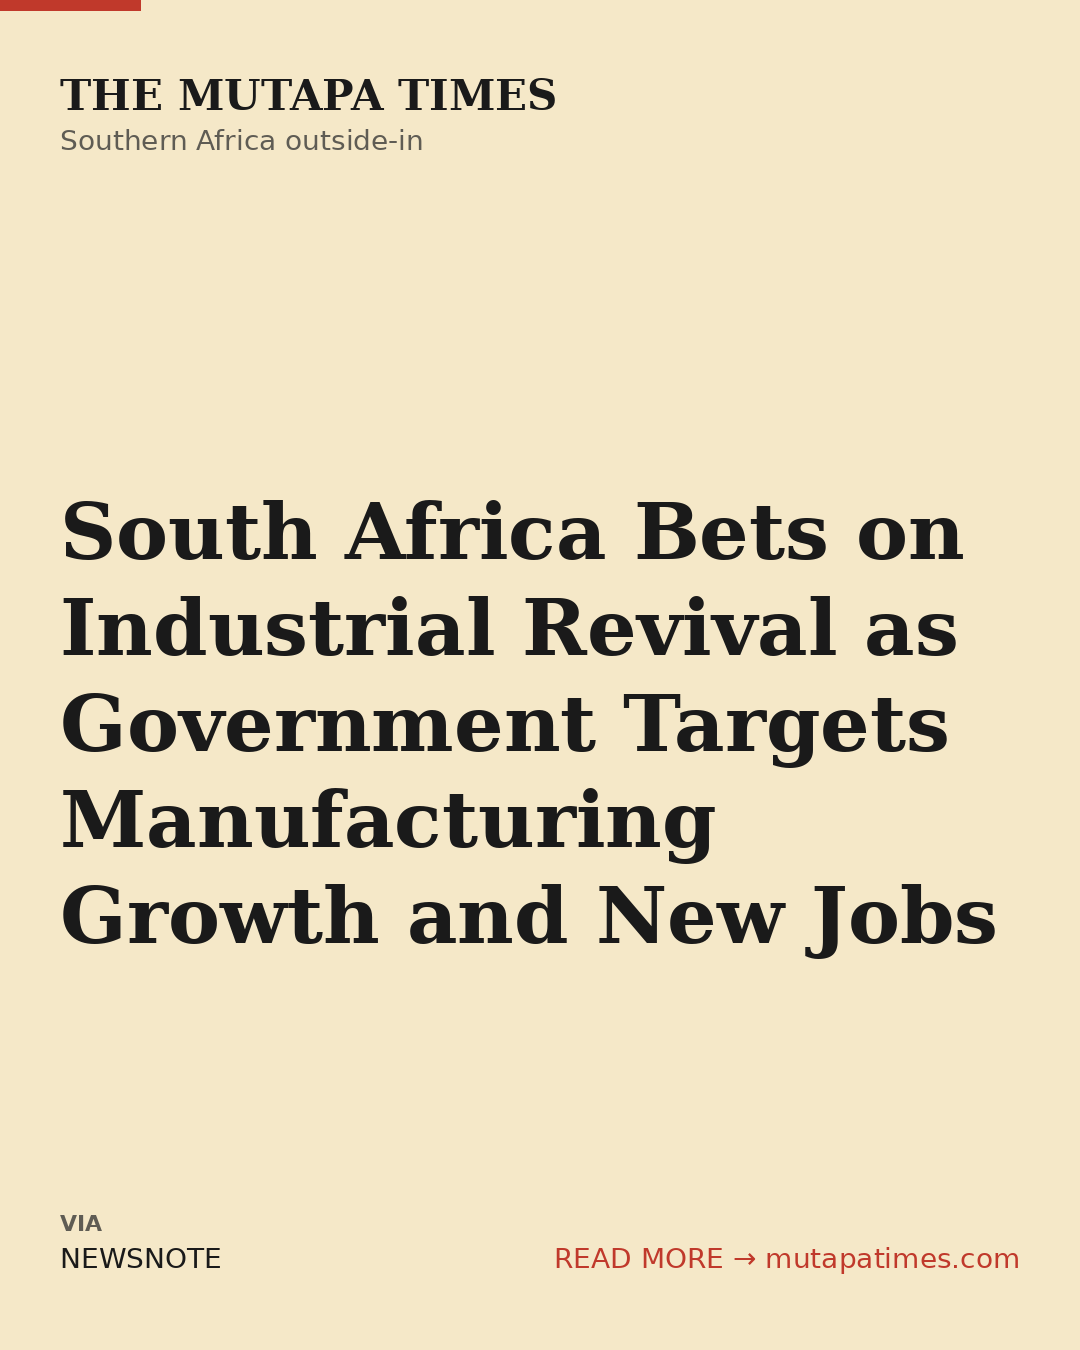 THE MUTAPA TIMES
Southern Africa outside-in
South Africa Bets on
Industrial Revival as
Government Targets
Manufacturing
Growth and New Jobs
VIA
NEWSNOTE
READ MORE → mutapatimes.com